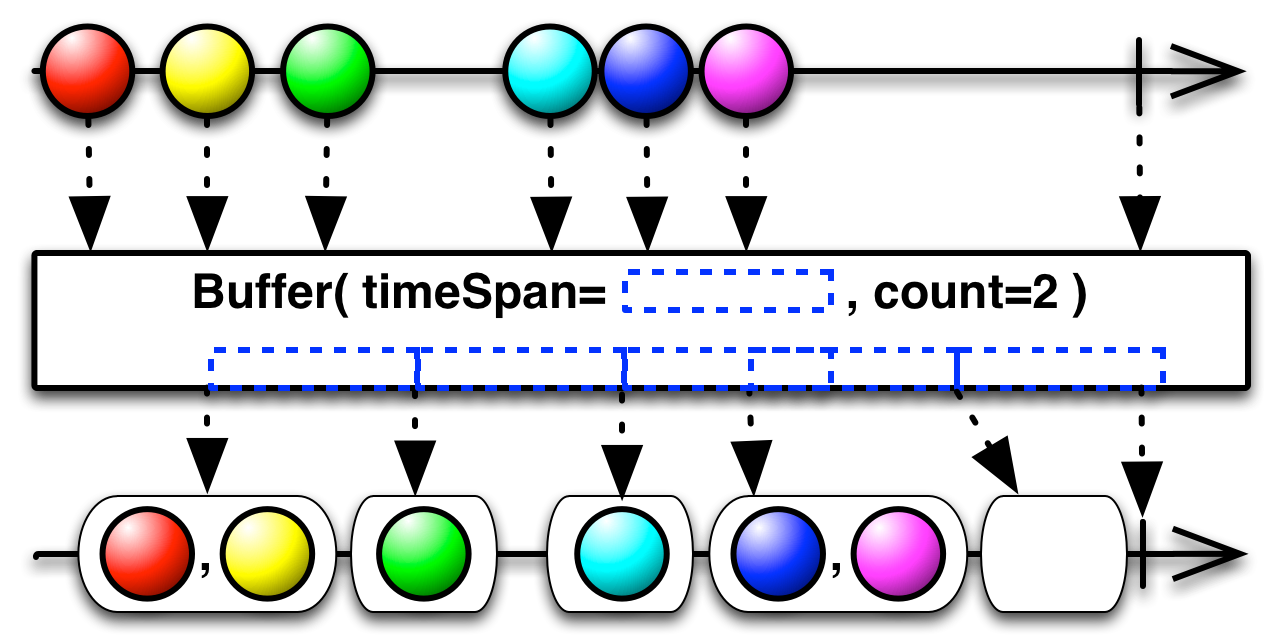 Buffer( timeSpan= , count=2 )
, ,